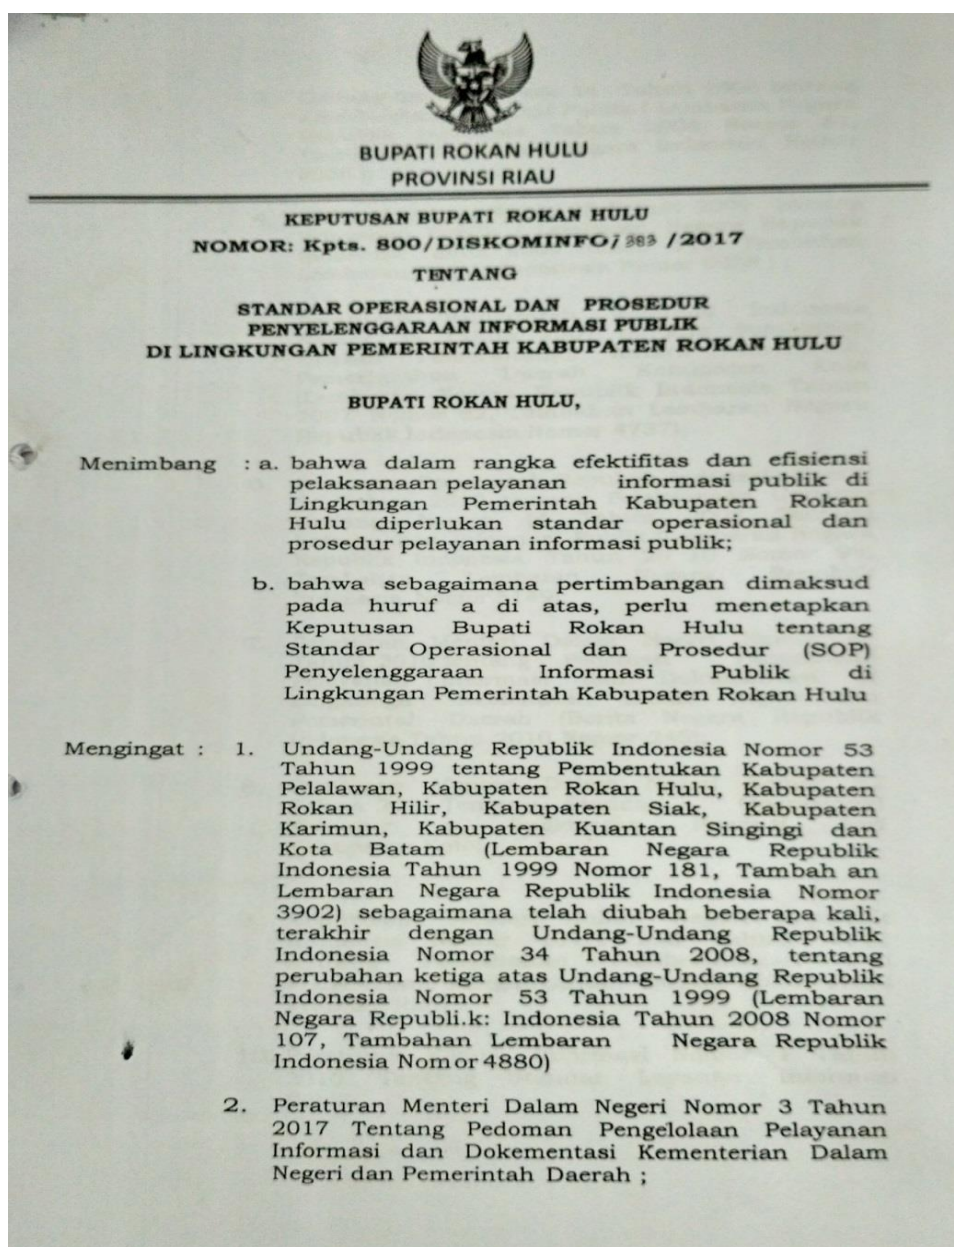 BUPATI ROKAN HULU
PROVINSI RIAU
KEPUTUSAN BUPATI ROKAN HULU
NOMOR: Kpts. 800/DISKOMINFO/383/2017
TENTANG
STANDAR OPERASIONAL DAN PROSEDUR
PENYELENGGARAAN INFORMASI PUBLIK
DI LINGKUNGAN PEMERINTAH KABUPATEN ROKAN HULU
BUPATI ROKAN HULU,
Menimbang : a. bahwa dalam rangka efektifitas dan efisiensi
pelaksanaan pelayanan informasi publik di
Lingkungan Pemerintah Kabupaten Rokan
Hulu diperlukan standar operasional dan
prosedur pelayanan informasi publik;
b. bahwa sebagaimana pertimbangan dimaksud
pada huruf a di atas, perlu menetapkan
Keputusan Bupati Rokan Hulu tentang
Standar Operasional dan Prosedur (SOP)
Penyelenggaraan Informasi Publik di
Lingkungan Pemerintah Kabupaten Rokan Hulu
Mengingat : 1. Undang-Undang Republik Indonesia Nomor 53
Tahun 1999 tentang Pembentukan Kabupaten
Pelalawan, Kabupaten Rokan Hulu, Kabupaten
Rokan Hilir, Kabupaten Siak, Kabupaten
Karimun, Kabupaten Kuantan Singingi dan
Kota Batam (Lembaran Negara Republik
Indonesia Tahun 1999 Nomor 181, Tambah an
Lembaran Negara Republik Indonesia Nomor
3902) sebagaimana telah diubah beberapa kali,
terakhir dengan Undang-Undang Republik
Indonesia Nomor 34 Tahun 2008, tentang
perubahan ketiga atas Undang-Undang Republik
Indonesia Nomor 53 Tahun 1999 (Lembaran
Negara Republi.k: Indonesia Tahun 2008 Nomor
107, Tambahan Lembaran Negara Republik
Indonesia Nomor 4880)
2. Peraturan Menteri Dalam Negeri Nomor 3 Tahun
2017 Tentang Pedoman Pengelolaan Pelayanan
Informasi dan Dokementasi Kementerian Dalam
Negeri dan Pemerintah Daerah ;